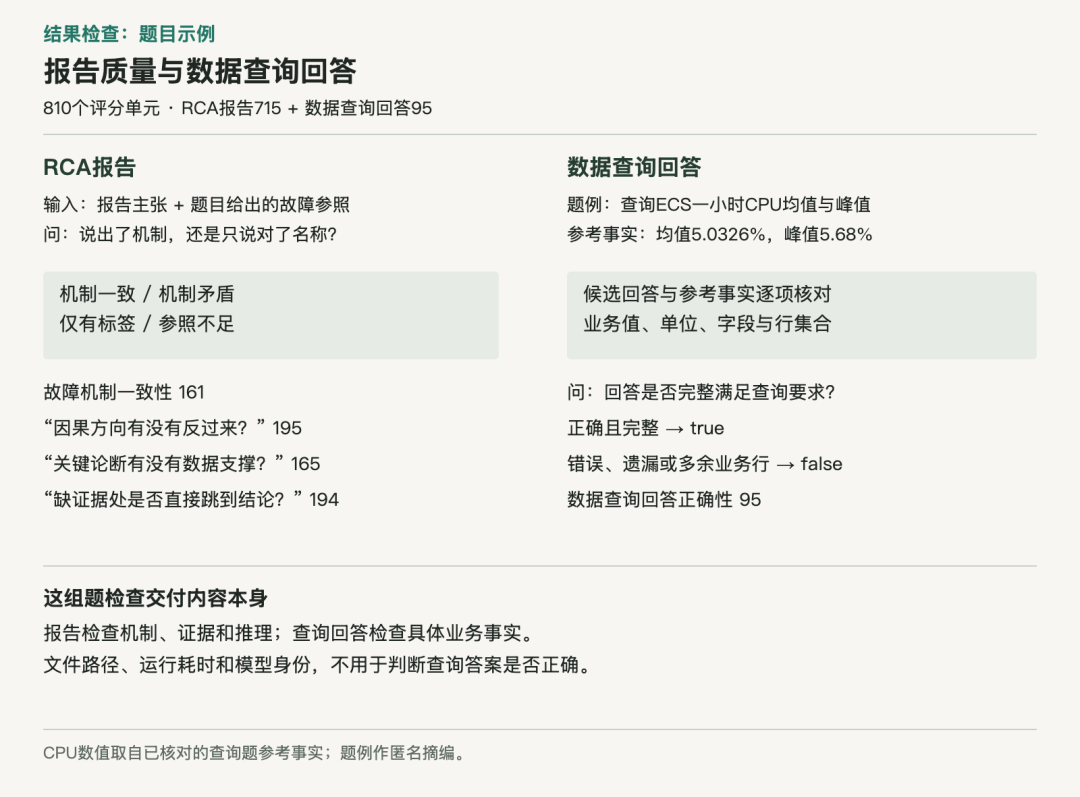 结果检查：题目示例
报告质量与数据查询回答
810个评分单元 · RCA报告715 + 数据查询回答95
RCA报告
输入：报告主张 + 题目给出的故障参照
问：说出了机制，还是只说对了名称？
机制一致 / 机制矛盾
仅有标签 / 参照不足
故障机制一致性 161
“因果方向有没有反过来？” 195
“关键论断有没有数据支撑？” 165
“缺证据处是否直接跳到结论？” 194
数据查询回答
题例：查询ECS一小时CPU均值与峰值
参考事实：均值5.0326%，峰值5.68%
候选回答与参考事实逐项核对
业务值、单位、字段与行集合
问：回答是否完整满足查询要求？
正确且完整 → true
错误、遗漏或多余业务行 → false
数据查询回答正确性 95
这组题检查交付内容本身
报告检查机制、证据和推理；查询回答检查具体业务事实。
文件路径、运行耗时和模型身份，不用于判断查询答案是否正确。
CPU数值取自已核对的查询题参考事实；题例作匿名摘编。